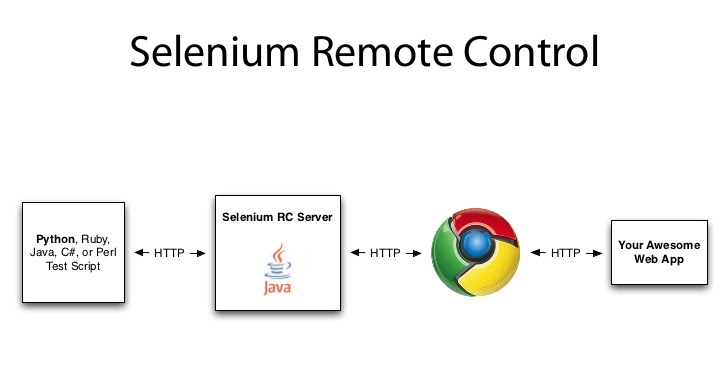 Selenium Remote Control
Python, Ruby,
Java, C#, or Perl
Test Script
HTTP
Selenium RC Server
Java
HTTP
HTTP
Your Awesome
Web App